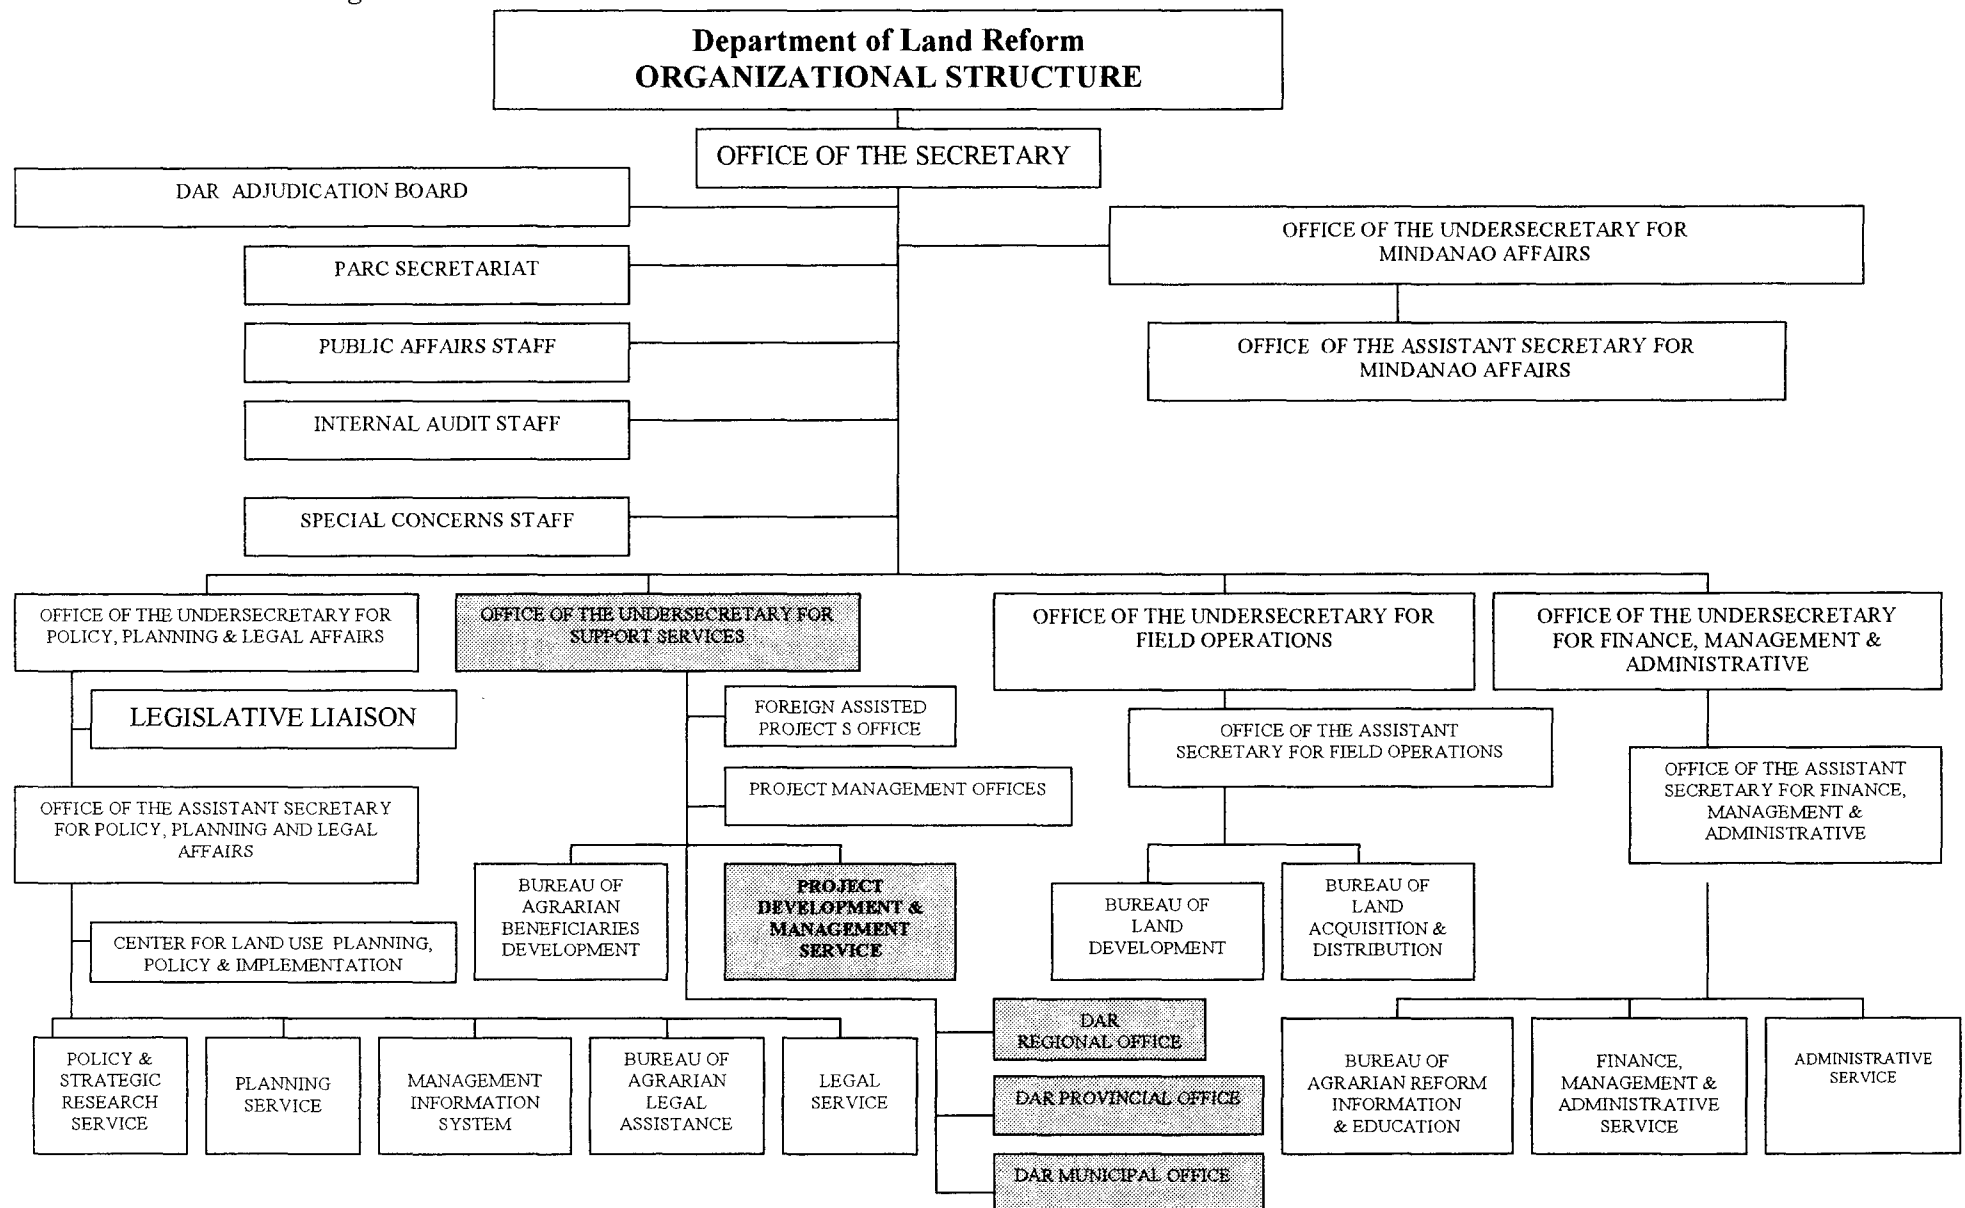 Department of Land Reform
ORGANIZATIONAL STRUCTURE
OFFICE OF THE SECRETARY
DAR ADJUDICATION BOARD
PARC SECRETARIAT
PUBLIC AFFAIRS STAFF
INTERNAL AUDIT STAFF
SPECIAL CONCERNS STAFF
OFFICE OF THE UNDERSECRETARY FOR
MINDANAO AFFAIRS
OFFICE OF THE ASSISTANT SECRETARY FOR
MINDANAO AFFAIRS
OFFICE OF THE UNDERSECRETARY FOR
POLICY, PLANNING & LEGAL AFFAIRS
LEGISLATIVE LIAISON
OFFICE OF THE ASSISTANT SECRETARY
FOR POLICY, PLANNING AND LEGAL
AFFAIRS
CENTER FOR LAND USE PLANNING,
POLICY & IMPLEMENTATION
POLICY &
STRATEGIC
RESEARCH
SERVICE
PLANNING
SERVICE
MANAGEMENT
INFORMATION
SYSTEM
BUREAU OF
AGRARIAN
LEGAL
ASSISTANCE
LEGAL
SERVICE
OFFICE OF THE UNDERSECRETARY FOR
SUPPORT SERVICES
FOREIGN ASSISTED
PROJECT S OFFICE
PROJECT MANAGEMENT OFFICES
BUREAU OF
AGRARIAN
BENEFICIARIES
DEVELOPMENT
PROJECT
DEVELOPMENT &
MANAGEMENT
SERVICE
DAR
REGIONAL OFFICE
DAR PROVINCIAL OFFICE
DAR MUNICIPAL OFFICE
OFFICE OF THE UNDERSECRETARY FOR
FIELD OPERATIONS
OFFICE OF THE ASSISTANT
SECRETARY FOR FIELD OPERATIONS
BUREAU OF
LAND
DEVELOPMENT
BUREAU OF
LAND
ACQUISITION &
DISTRIBUTION
OFFICE OF THE UNDERSECRETARY
FOR FINANCE, MANAGEMENT &
ADMINISTRATIVE
OFFICE OF THE ASSISTANT
SECRETARY FOR FINANCE,
MANAGEMENT &
ADMINISTRATIVE
BUREAU OF
AGRARIAN REFORM
INFORMATION
& EDUCATION
FINANCE,
MANAGEMENT &
ADMINISTRATIVE
SERVICE
ADMINISTRATIVE
SERVICE